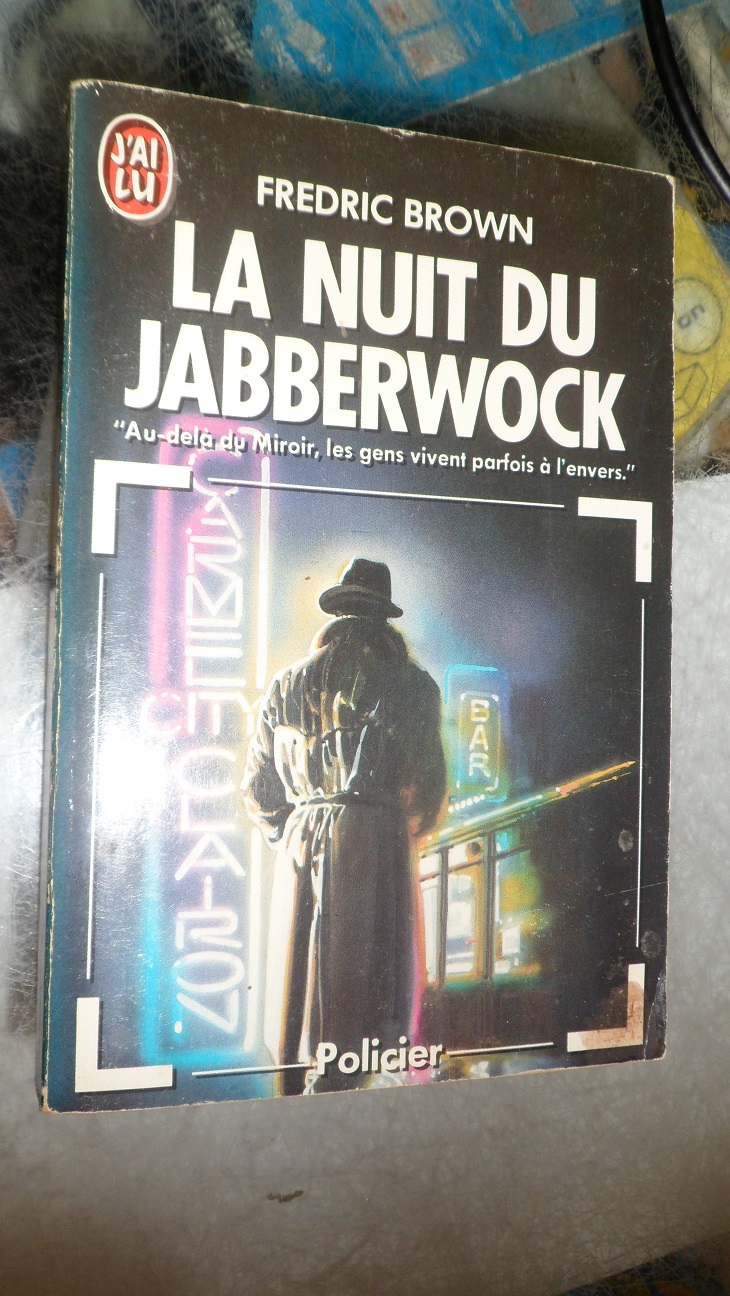 J'AI
LU
FREDRIC BROWN
LA NUIT DU
JABBERWOCK
"Au-delà du Miroir, les gens vivent parfois à l'envers."
BAR
Policier